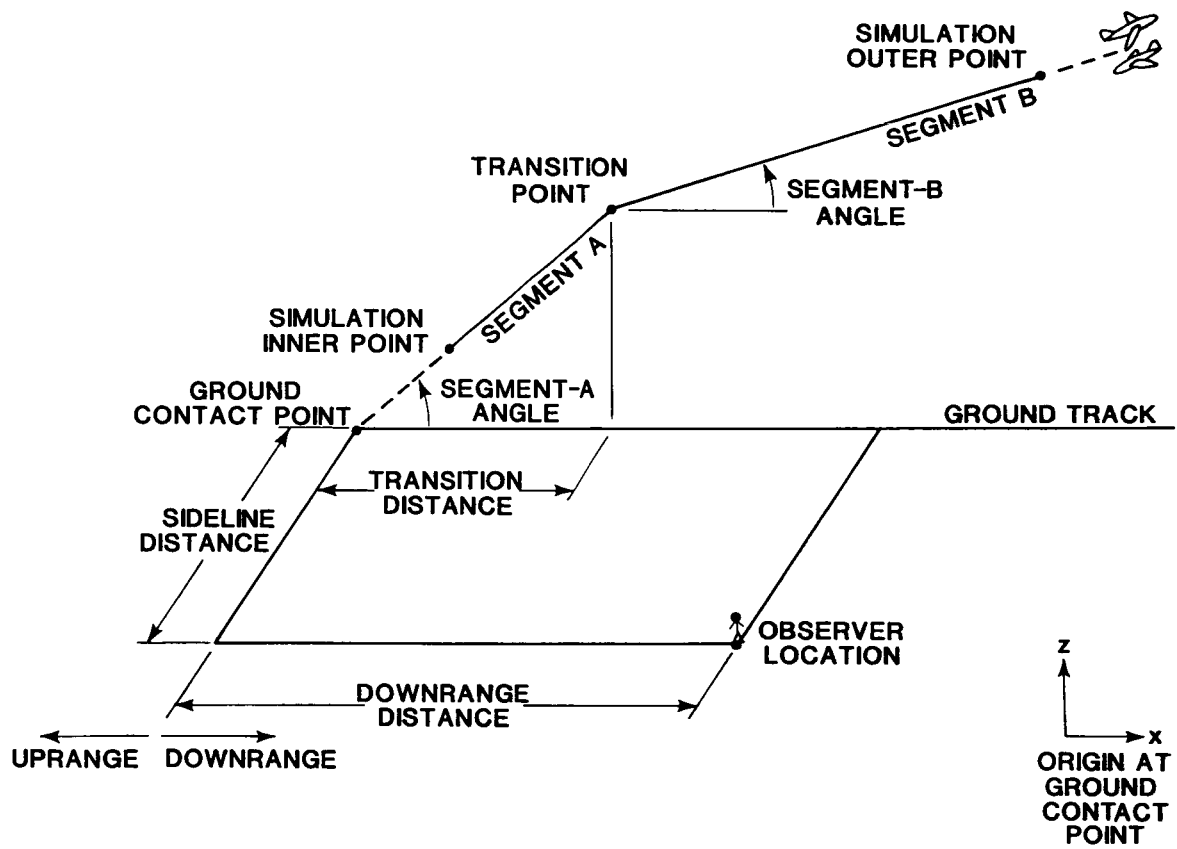 SIMULATION
OUTER POINT
SEGMENT B
TRANSITION
POINT
SEGMENT-B
ANGLE
SEGMENT A
SIMULATION
INNER POINT
GROUND
CONTACT POINT
SEGMENT-A
ANGLE
GROUND TRACK
TRANSITION
DISTANCE
SIDELINE
DISTANCE
OBSERVER
LOCATION
DOWNRANGE
DISTANCE
UPRANGE DOWNRANGE
Z
X
ORIGIN AT
GROUND
CONTACT
POINT